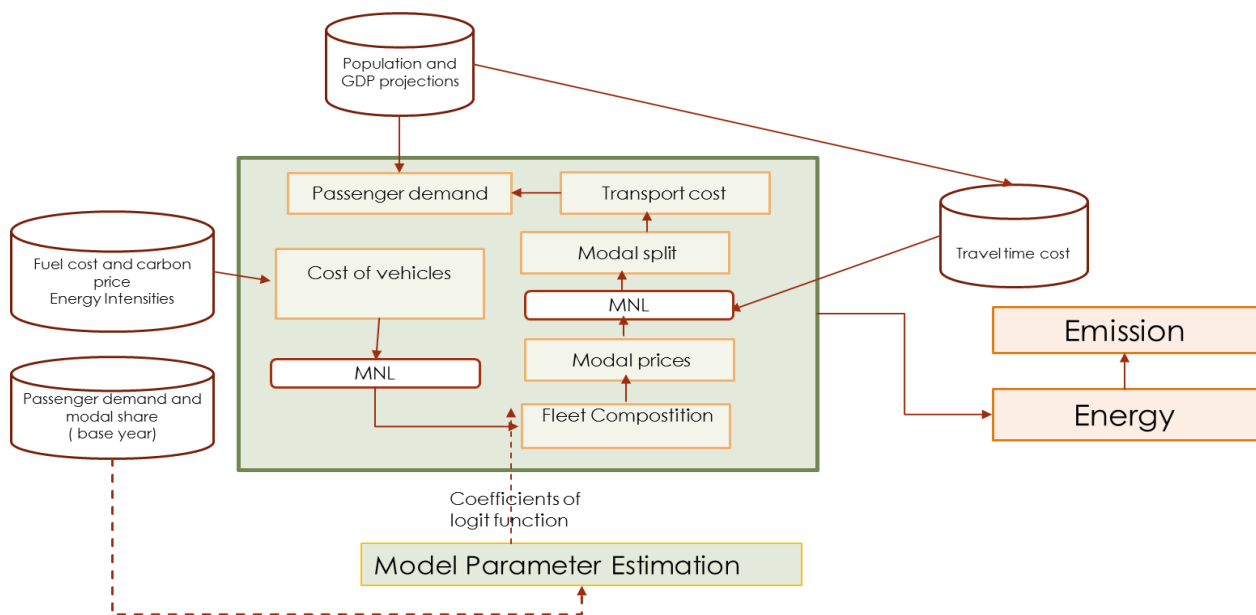 Population and
GDP projections
Passenger demand
Transport cost
Fuel cost and carbon
price
Energy Intensities
Cost of vehicles
Modal split
Travel time cost
MNL
Emission
MNL
Modal prices
Passenger demand and
modal share
( base year)
Fleet Compostition
Energy
Coefficients of
logit function
Model Parameter Estimation